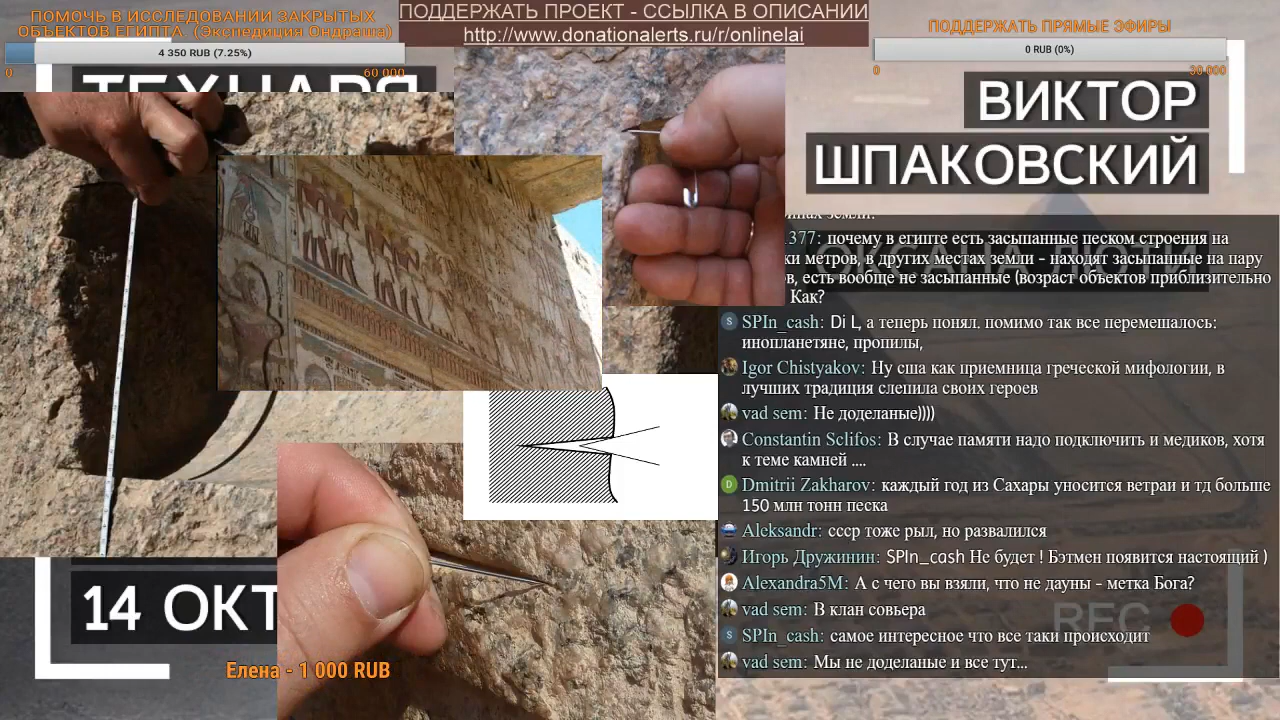 ПОМОЧЬ В ИССЛЕДОВАНИИ ЗАКРЫТЫХ
ОБЪЕКТОВ ЕГИПТА (Экспедиция Ондраша)
4 350 RUB (7.25%)
0
60 000
ПОДДЕРЖАТЬ ПРОЕКТ - ССЫЛКА В ОПИСАНИИ
http://www.donationalerts.ru/r/onlinelai
ПОДДЕРЖАТЬ ПРЯМЫЕ ЭФИРЫ
0 RUB (0%)
0
30 000
ТЕХНАРЯ
ВИКТОР
ШПАКОВСКИЙ
земли.
1377: почему в египте есть засыпанные песком строения на
ки метров, в других местах земли - находят засыпанные на пару
ов, есть вообще не засыпанные (возраст объектов приблизительно
Как?
SPIn_cash: Di L, а теперь понял. помимо так все перемешалось:
инопланетяне, пропилы,
Igor Chistyakov: Ну сша как приемница греческой мифологии, в
лучших традиция слепила своих героев
vad sem: Не доделаные))))
Constantin Sclifos: В случае памяти надо подключить и медиков, хотя
к теме камней ....
Dmitrii Zakharov: каждый год из Сахары уносится ветраи и тд больше
150 млн тонн песка
Aleksandr: ссср тоже рыл, но развалился
Игорь Дружинин: SPIn_cash Не будет ! Бэтмен появится настоящий )
Alexandra5M: А с чего вы взяли, что не дауны - метка Бога?
vad sem: В клан совьера
SPIn_cash: самое интересное что все таки происходит
vad sem: Мы не доделаные и все тут...
REC
14 ОКТ
Елена - 1 000 RUB